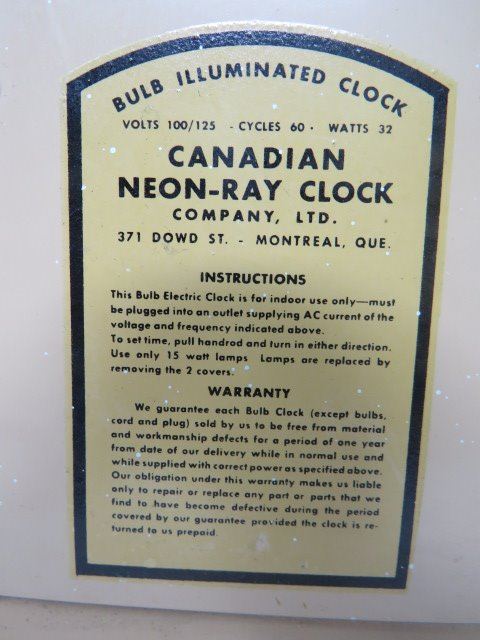 BULB ILLUMINATED CLOCK
VOLTS 100/125 - CYCLES 60 · WATTS 32
CANADIAN
NEON-RAY CLOCK
COMPANY, LTD.
371 DOWD ST. - MONTREAL, QUE.
INSTRUCTIONS
This Bulb Electric Clock is for indoor use only—must
be plugged into an outlet supplying AC current of the
voltage and frequency indicated above.
To set time, pull handrod and turn in either direction.
Use only 15 watt lamps Lamps are replaced by
removing the 2 covers.
WARRANTY
We guarantee each Bulb Clock (except bulbs,
cord and plug) sold by us to be free from material
and workmanship defects for a period of one year
from date of our delivery while in normal use and
while supplied with correct power as specified above.
Our obligation under this warranty makes us liable
only to repair or replace any part or parts that we
find to have become defective during the period
covered by our guarantee provided the clock is re-
turned to us prepaid.